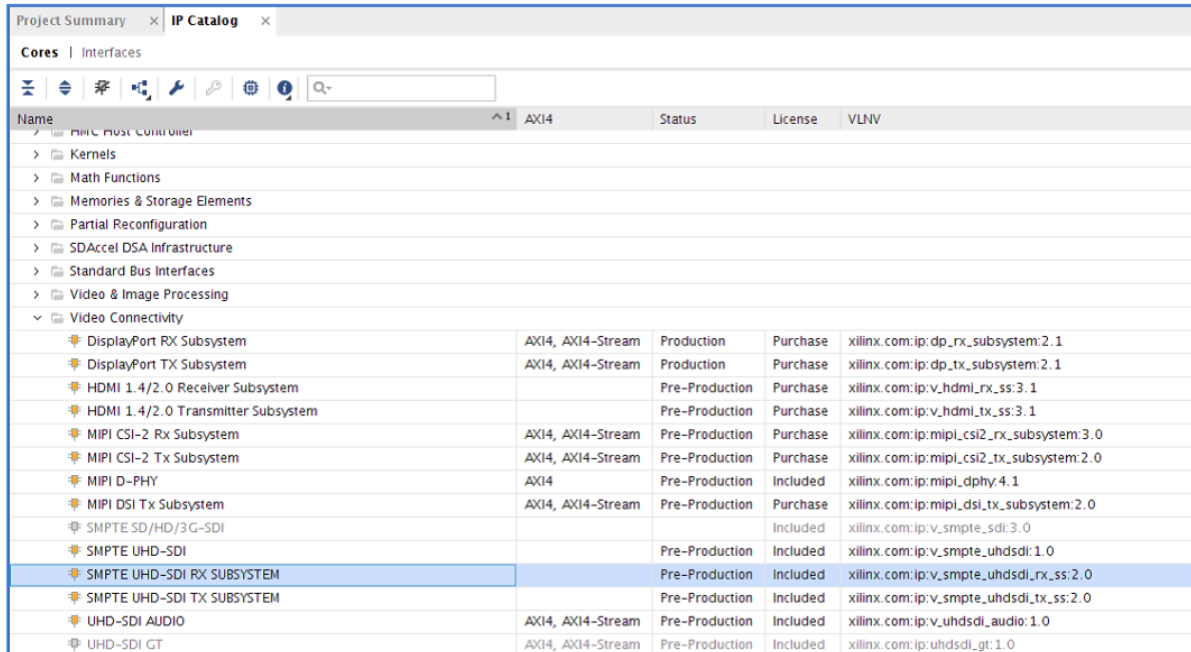 Project Summary × IP Catalog ×
Cores | Interfaces
Q-
Name ^1 AXI4 Status License VLNV
HMC Host Controller
Kernels
Math Functions
Memories & Storage Elements
Partial Reconfiguration
SDAccel DSA Infrastructure
Standard Bus Interfaces
Video & Image Processing
Video Connectivity
DisplayPort RX Subsystem AXI4, AXI4-Stream Production Purchase xilinx.com:ip:dp_rx_subsystem:2.1
DisplayPort TX Subsystem AXI4, AXI4-Stream Production Purchase xilinx.com:ip:dp_tx_subsystem:2.1
HDMI 1.4/2.0 Receiver Subsystem Pre-Production Purchase xilinx.com:ip:v_hdmi_rx_ss:3.1
HDMI 1.4/2.0 Transmitter Subsystem Pre-Production Purchase xilinx.com:ip:v_hdmi_tx_ss:3.1
MIPI CSI-2 Rx Subsystem AXI4, AXI4-Stream Pre-Production Purchase xilinx.com:ip:mipi_csi2_rx_subsystem:3.0
MIPI CSI-2 Tx Subsystem AXI4, AXI4-Stream Pre-Production Purchase xilinx.com:ip:mipi_csi2_tx_subsystem:2.0
MIPI D-PHY AXI4 Pre-Production Included xilinx.com:ip:mipi_dphy:4.1
MIPI DSI Tx Subsystem AXI4, AXI4-Stream Pre-Production Purchase xilinx.com:ip:mipi_dsi_tx_subsystem:2.0
SMPTE SD/HD/3G-SDI Included xilinx.com:ip:v_smpte_sdi:3.0
SMPTE UHD-SDI Pre-Production Included xilinx.com:ip:v_smpte_uhdsdi:1.0
SMPTE UHD-SDI RX SUBSYSTEM Pre-Production Included xilinx.com:ip:v_smpte_uhdsdi_rx_ss:2.0
SMPTE UHD-SDI TX SUBSYSTEM Pre-Production Included xilinx.com:ip:v_smpte_uhdsdi_tx_ss:2.0
UHD-SDI AUDIO AXI4, AXI4-Stream Pre-Production Included xilinx.com:ip:v_uhdsdi_audio:1.0
UHD-SDI GT AXI4, AXI4-Stream Pre-Production Included xilinx.com:ip:uhdsdi_gt:1.0